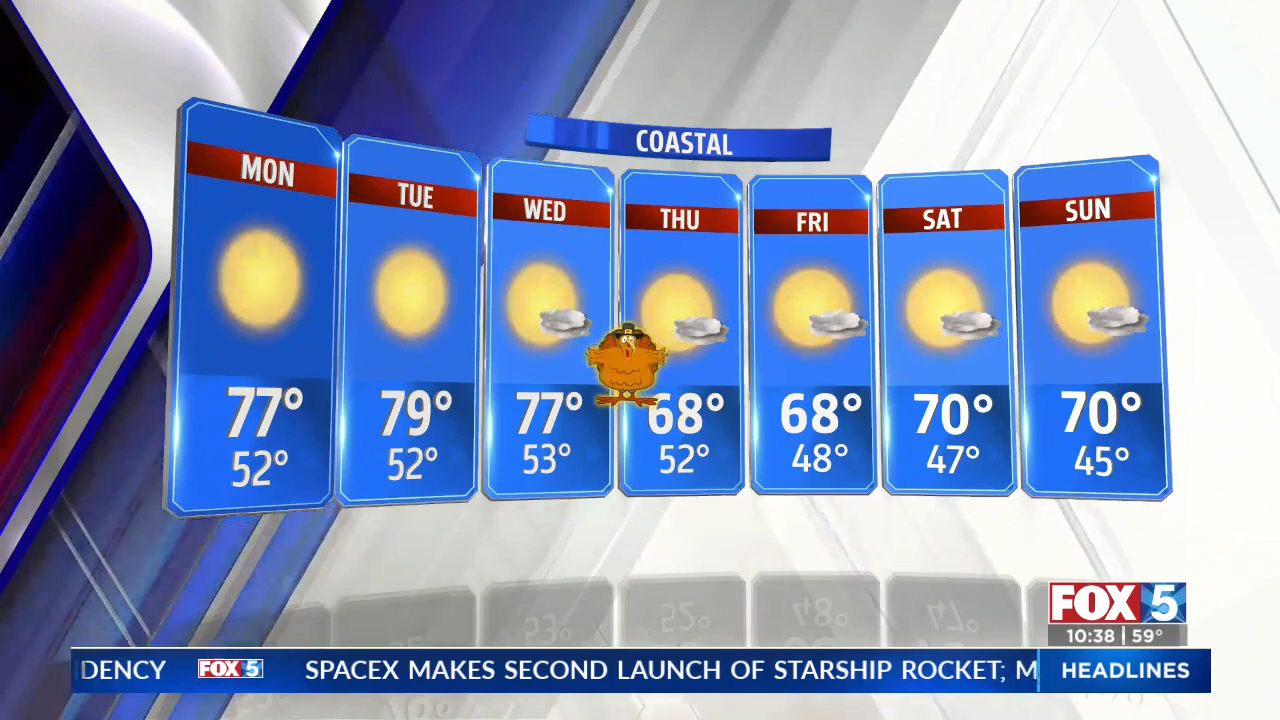 COASTAL
MON
77°
52°
TUE
79°
52°
WED
77°
53°
THU
68°
52°
FRI
68°
48°
SAT
70°
47°
SUN
70°
45°
FOX 5
10:38 | 59°
DENCY FOX 5 SPACEX MAKES SECOND LAUNCH OF STARSHIP ROCKET; M HEADLINES